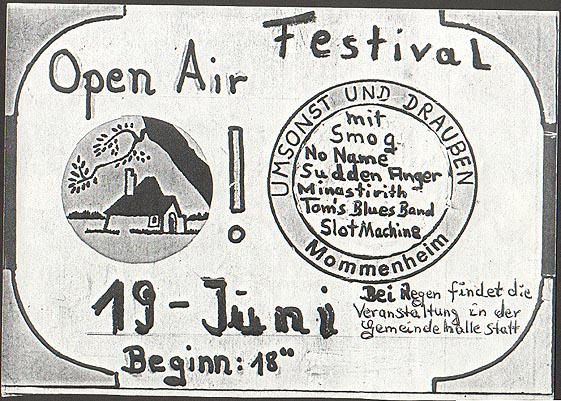 Open Air Festival
!
UMSONST UND DRAUBEN
mit
Smog
No Name
Sudden Anger
Minastirith
Tom's Blues Band
Slot Machine
Mommenheim
19-Juni
Beginn: 18"
Bei Regen findet die
Veranstaltung in der
Gemeindehalle statt